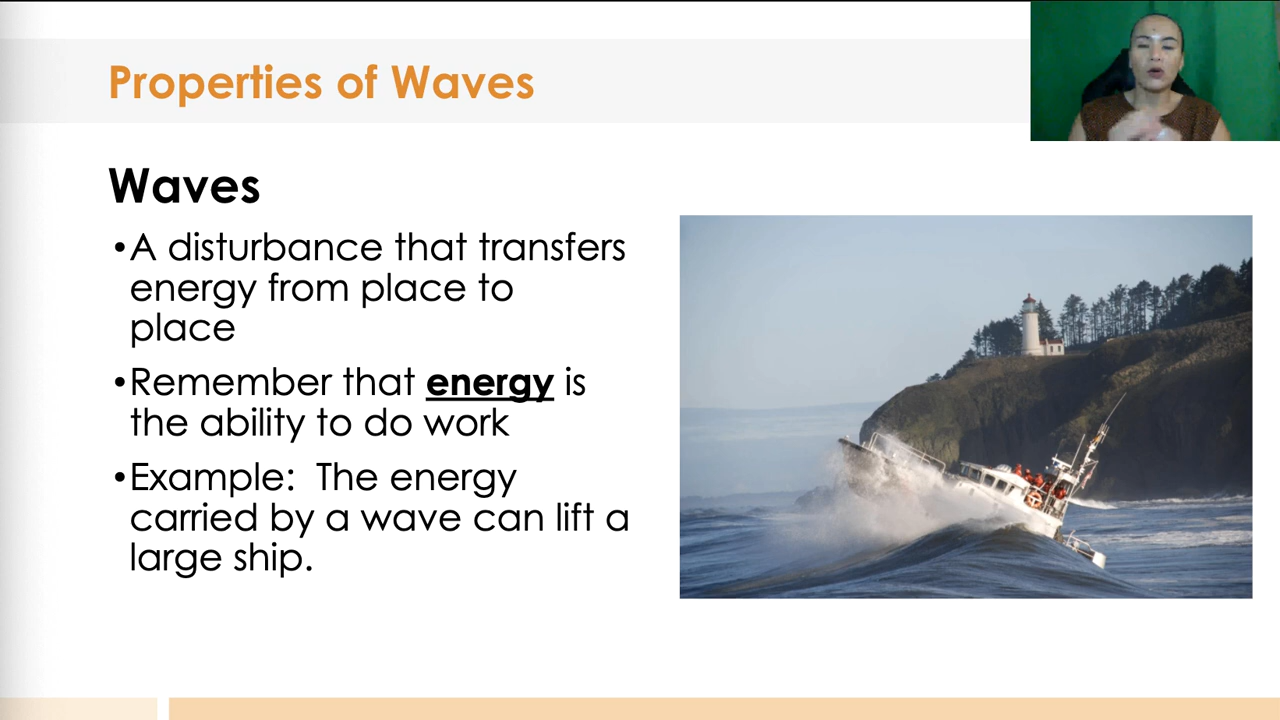 Properties of Waves
Waves
•A disturbance that transfers
energy from place to
place
•Remember that energy is
the ability to do work
•Example:  The energy
carried by a wave can lift a
large ship.